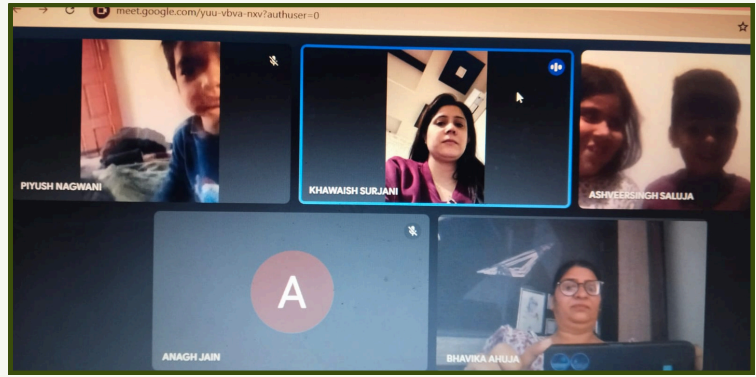 meet.google.com/yuu-vbva-nxv?authuser=0
PIYUSH NAGWANI
KHAWAISH SURJANI
ASHVEERSINGH SALUJA
A
ANAGH JAIN
BHAVIKA AHUJA